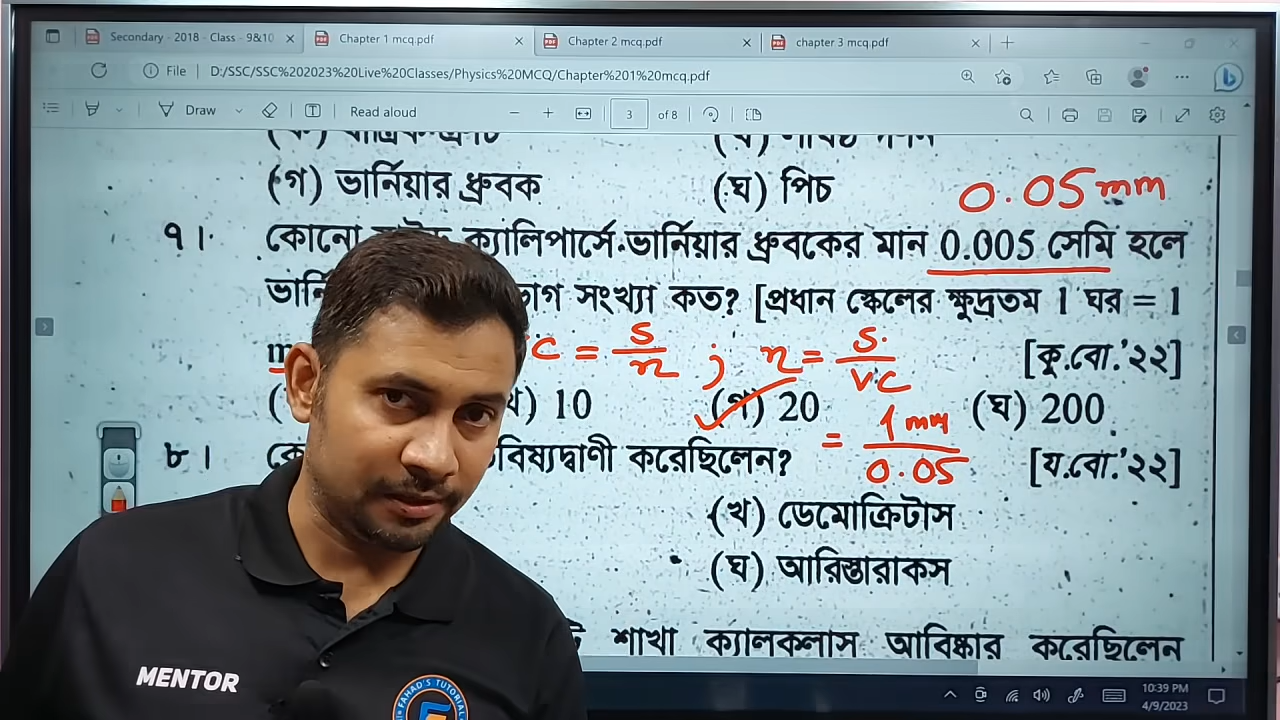 Secondary - 2018 - Class - 9&10
Chapter 1 mcq.pdf
Chapter 2 mcq.pdf
chapter 3 mcq.pdf
File
D:/SSC/SSC%202023%20Live%20Classes/Physics%20MCQ/Chapter%201%20mcq.pdf
Draw
Read aloud
3 of 8
(গ) ভার্নিয়ার ধ্রুবক (ঘ) পিচ 0.05 mm
৭। কোনো ক্যালিপার্সে ভার্নিয়ার ধ্রুবকের মান 0.005 সেমি হলে
সংখ্যা কত? [প্রধান স্কেলের ক্ষুদ্রতম 1 ঘর = 1
C = S/n ; n = S/VC [কু.বো.'২২]
10 (গ) 20 (ঘ) 200
= 1 mm/0.05
৮। করেছিলেন? [য.বো.'২২]
(খ) ডেমোক্রিটাস
(ঘ) আরিস্তারাকস
শাখা ক্যালকলাস আবিষ্কার করেছিলেন
MENTOR
FAHAD'S TUTORIAL
10:39 PM
4/9/2023